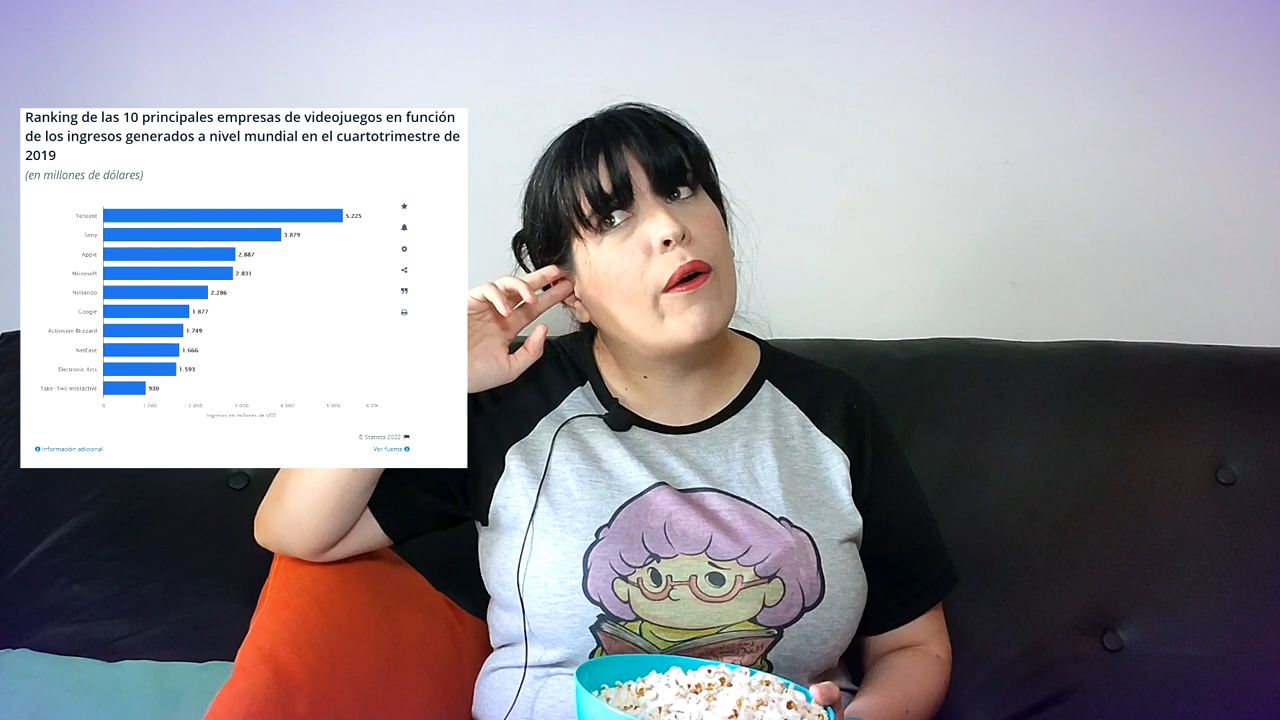 Ranking de las 10 principales empresas de videojuegos en función
de los ingresos generados a nivel mundial en el cuartotrimestre de
2019
(en millones de dólares)
Tencent 5.225
Sony 3.879
Apple 2.887
Microsoft 2.831
Nintendo 2.286
Google 1.877
Activision Blizzard 1.749
NetEase 1.666
Electronic Arts 1.593
Take-Two Interactive 930
0 1 000 2 000 3 000 4 000 5 000 6 00
Ingresos en millones de USD
© Statista 2022
Información adicional Ver fuente